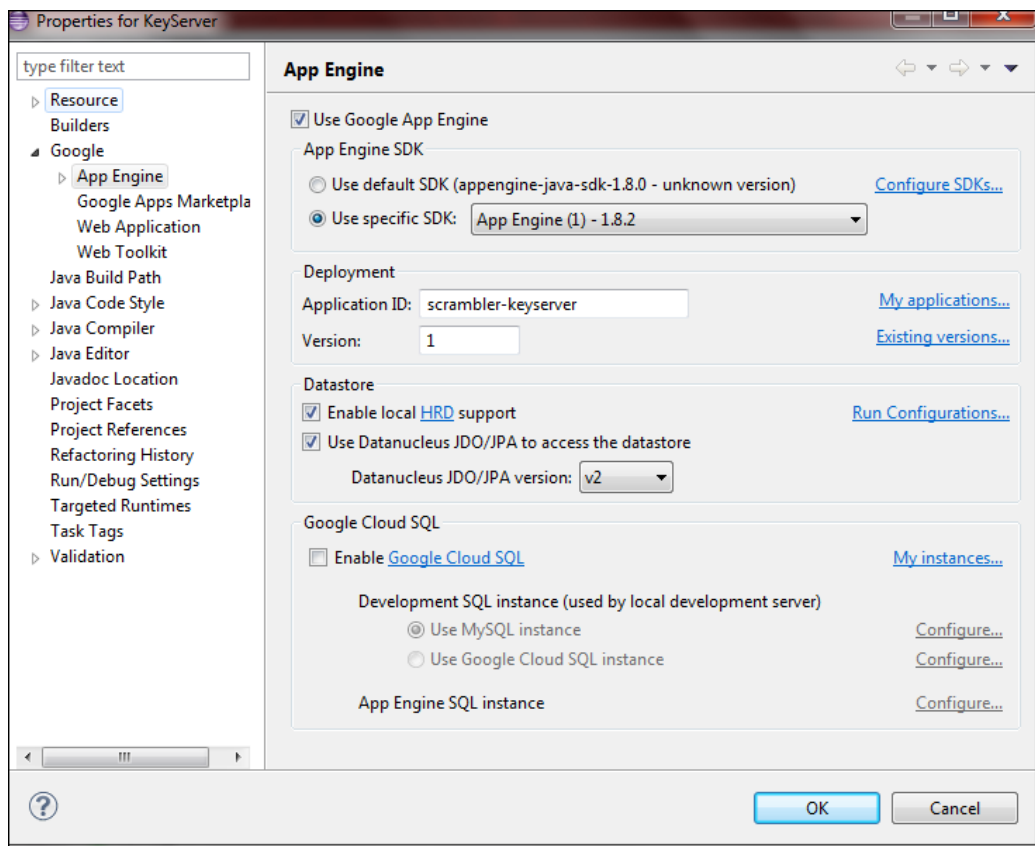 Properties for KeyServer
type filter text
Resource
Builders
Google
App Engine
Google Apps Marketpla
Web Application
Web Toolkit
Java Build Path
Java Code Style
Java Compiler
Java Editor
Javadoc Location
Project Facets
Project References
Refactoring History
Run/Debug Settings
Targeted Runtimes
Task Tags
Validation
App Engine
Use Google App Engine
App Engine SDK
Use default SDK (appengine-java-sdk-1.8.0 - unknown version) Configure SDKs...
Use specific SDK: App Engine (1) - 1.8.2
Deployment
Application ID: scrambler-keyserver My applications...
Version: 1 Existing versions...
Datastore
Enable local HRD support Run Configurations...
Use Datanucleus JDO/JPA to access the datastore
Datanucleus JDO/JPA version: v2
Google Cloud SQL
Enable Google Cloud SQL My instances...
Development SQL instance (used by local development server)
Use MySQL instance Configure...
Use Google Cloud SQL instance Configure...
App Engine SQL instance Configure...
OK Cancel